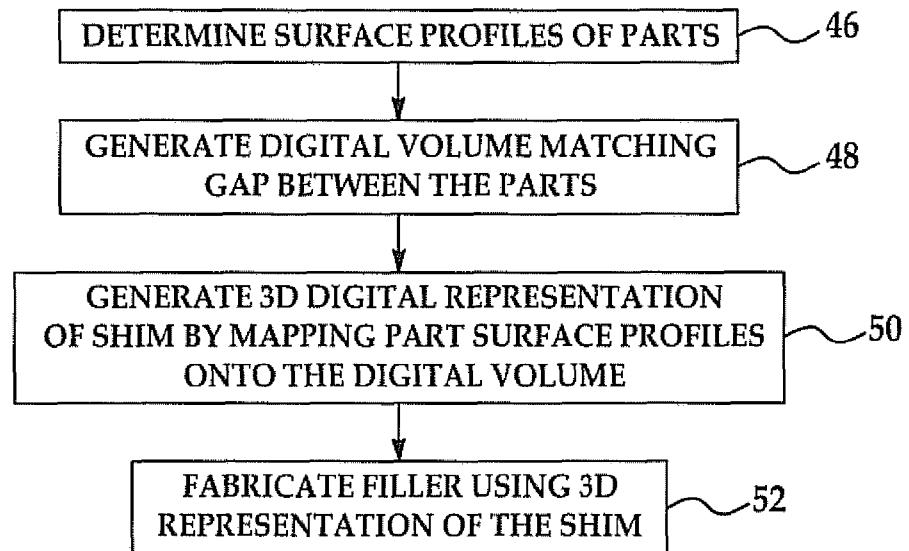 DETERMINE SURFACE PROFILES OF PARTS
46
GENERATE DIGITAL VOLUME MATCHING
GAP BETWEEN THE PARTS
48
GENERATE 3D DIGITAL REPRESENTATION
OF SHIM BY MAPPING PART SURFACE PROFILES
ONTO THE DIGITAL VOLUME
50
FABRICATE FILLER USING 3D
REPRESENTATION OF THE SHIM
52